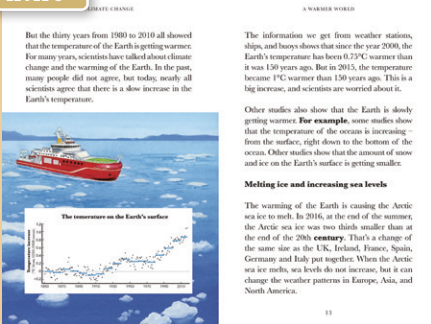 CLIMATE CHANGE
But the thirty years from 1980 to 2010 all showed
that the temperature of the Earth is getting warmer.
For many years, scientists have talked about climate
change and the warming of the Earth. In the past,
many people did not agree, but today, nearly all
scientists agree that there is a slow increase in the
Earth's temperature.
The temerature on the Earth's surface
A WARMER WORLD
The information we get from weather stations,
ships, and buoys shows that since the year 2000, the
Earth's temperature has been 0.75°C warmer than
it was 150 years ago. But in 2015, the temperature
became 1°C warmer than 150 years ago. This is a
big increase, and scientists are worried about it.
Other studies also show that the Earth is slowly
getting warmer. For example, some studies show
that the temperature of the oceans is increasing –
from the surface, right down to the bottom of the
ocean. Other studies show that the amount of snow
and ice on the Earth's surface is getting smaller.
Melting ice and increasing sea levels
The warming of the Earth is causing the Arctic
sea ice to melt. In 2016, at the end of the summer,
the Arctic sea ice was two thirds smaller than at
the end of the 20th century. That's a change of
the same size as the UK, Ireland, France, Spain,
Germany and Italy put together. When the Arctic
sea ice melts, sea levels do not increase, but it can
change the weather patterns in Europe, Asia, and
North America.
13